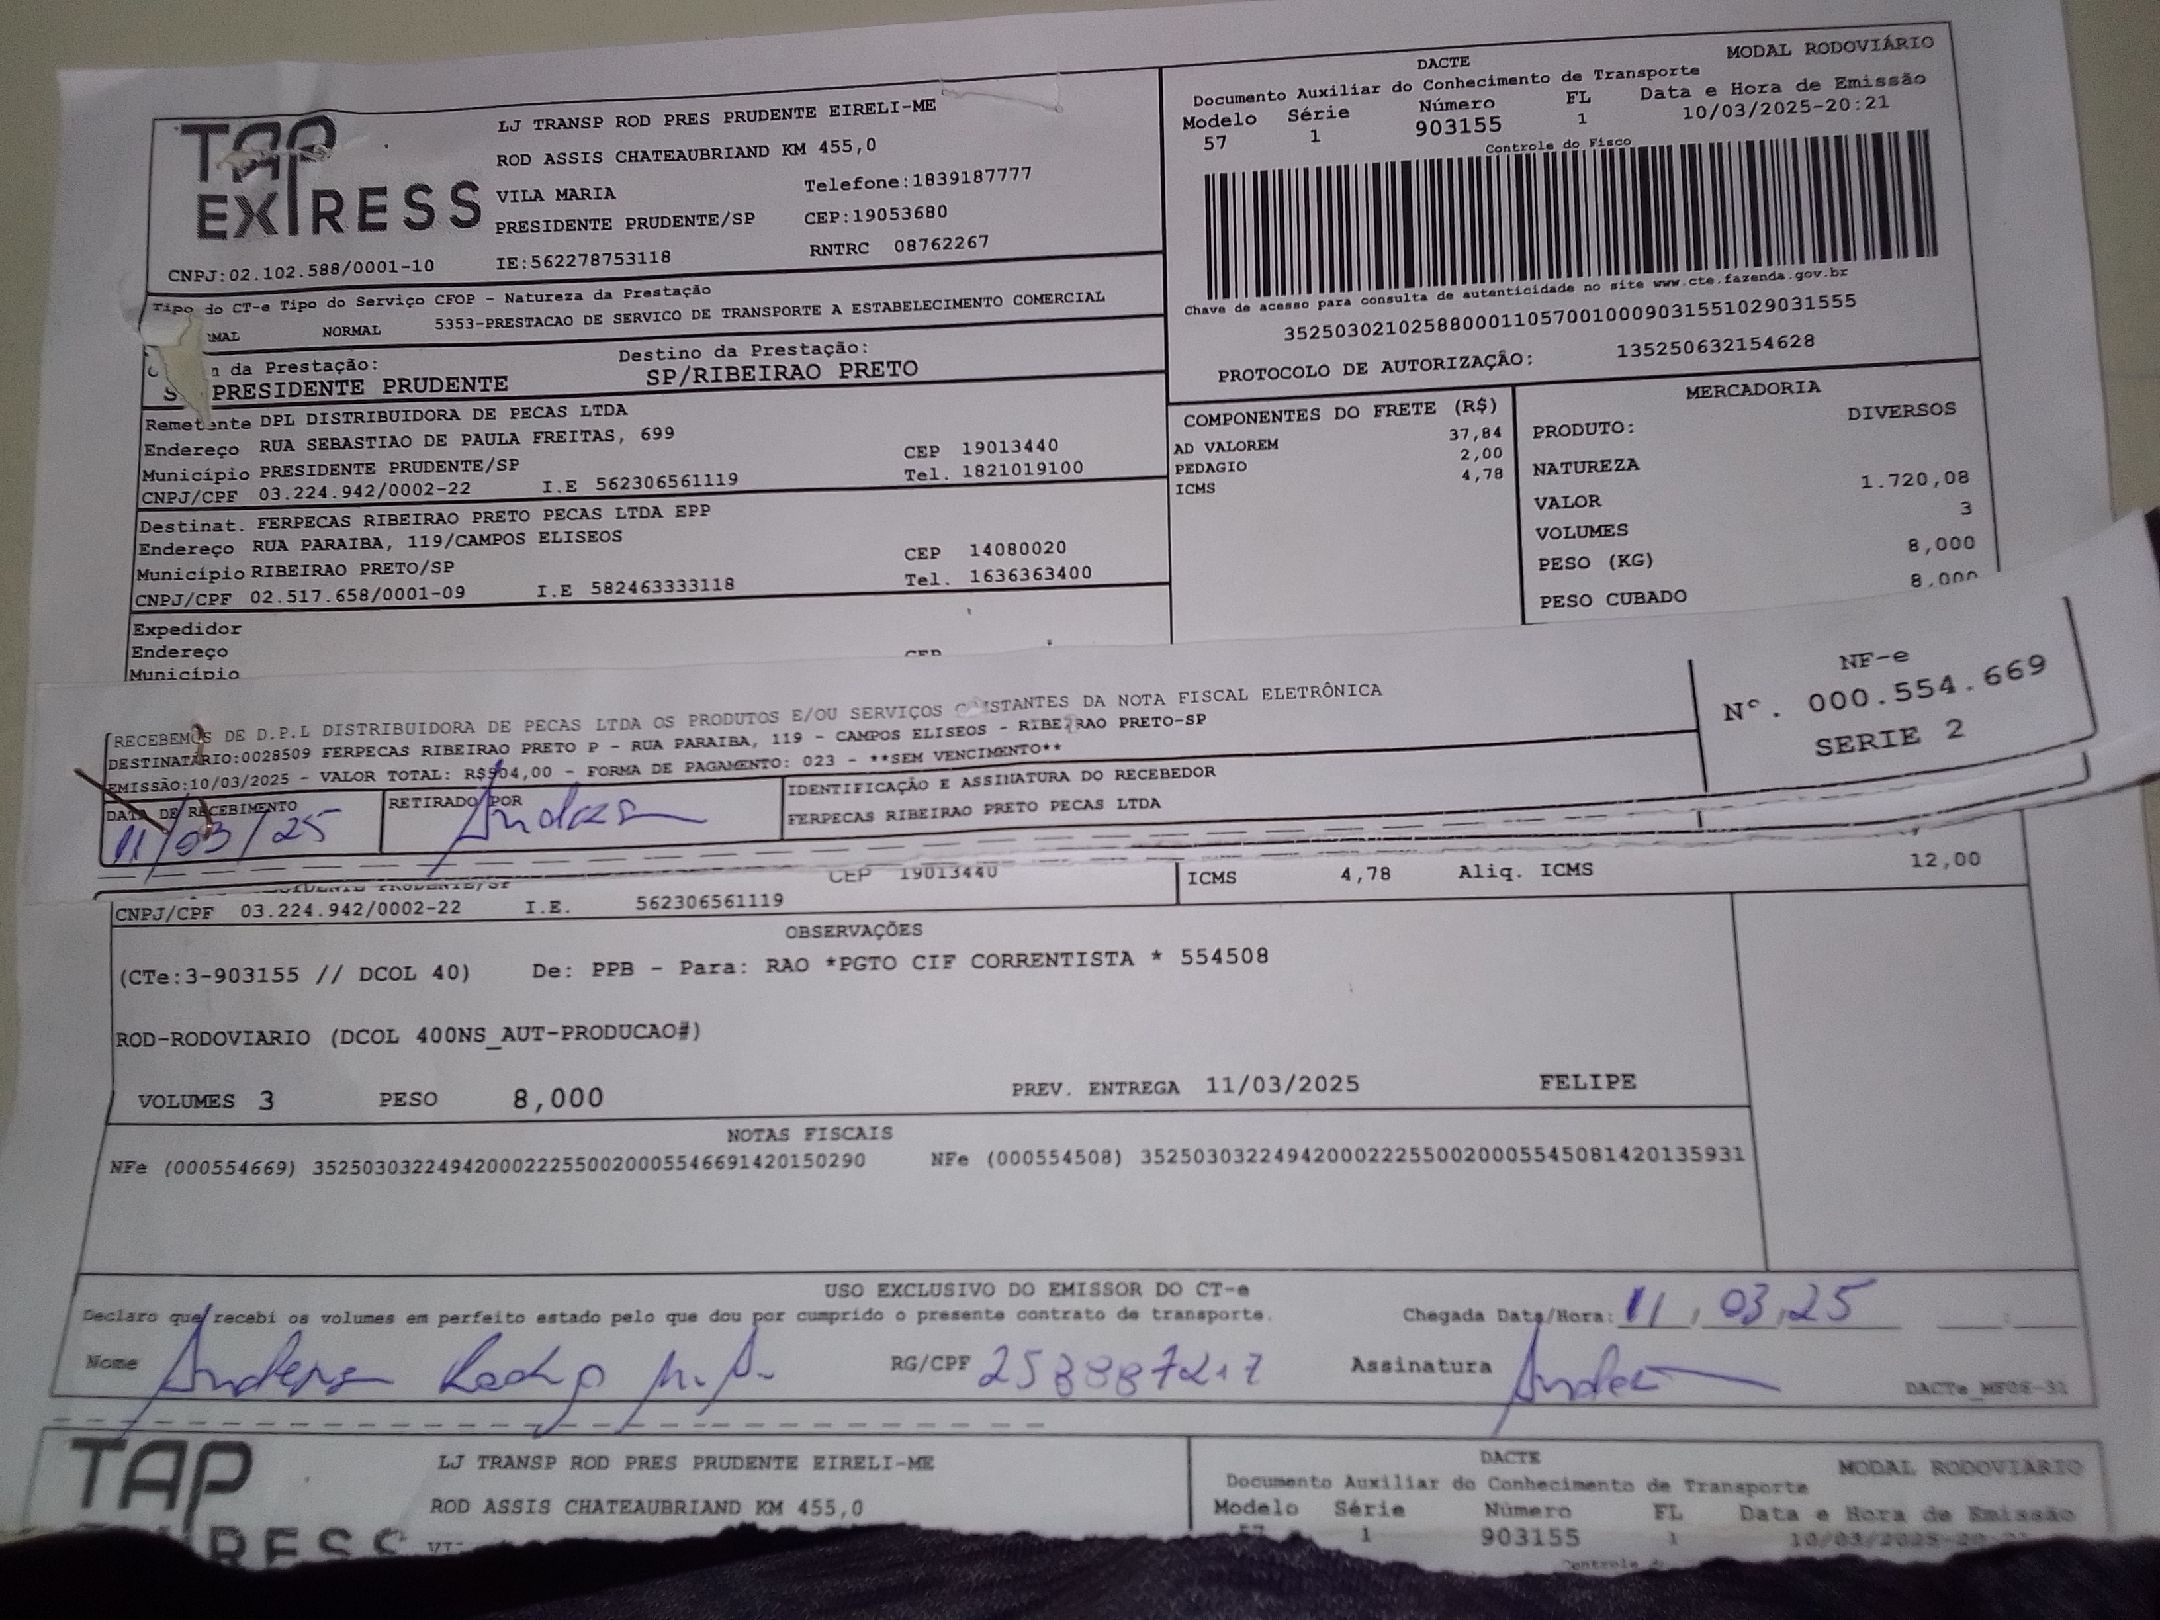 TAP EXPRESS
LJ TRANSP ROD PRES PRUDENTE EIRELI-ME
ROD ASSIS CHATEAUBRIAND KM 455,0
VILA MARIA Telefone:1839187777
PRESIDENTE PRUDENTE/SP CEP:19053680
CNPJ:02.102.588/0001-10 IE:562278753118 RNTRC 08762267
DACTE MODAL RODOVIÁRIO
Documento Auxiliar do Conhecimento de Transporte
Modelo Série Número FL Data e Hora de Emissão
57 1 903155 1 10/03/2025-20:21
Controle do Fisco
Chave de acesso para consulta de autenticidade no site www.cte.fazenda.gov.br
35250302102588000110570010009031551029031555
PROTOCOLO DE AUTORIZAÇÃO: 135250632154628
Tipo do CT-e Tipo do Serviço CFOP - Natureza da Prestação
NORMAL 5353-PRESTACAO DE SERVICO DE TRANSPORTE A ESTABELECIMENTO COMERCIAL
da Prestação: Destino da Prestação:
PRESIDENTE PRUDENTE SP/RIBEIRAO PRETO
Remetente DPL DISTRIBUIDORA DE PECAS LTDA
Endereço RUA SEBASTIAO DE PAULA FREITAS, 699 CEP 19013440
Município PRESIDENTE PRUDENTE/SP Tel. 1821019100
CNPJ/CPF 03.224.942/0002-22 I.E 562306561119
Destinat. FERPECAS RIBEIRAO PRETO PECAS LTDA EPP
Endereço RUA PARAIBA, 119/CAMPOS ELISEOS CEP 14080020
Município RIBEIRAO PRETO/SP Tel. 1636363400
CNPJ/CPF 02.517.658/0001-09 I.E 582463333118
Expedidor
Endereço CEP
Município
COMPONENTES DO FRETE (R$)
AD VALOREM 37,84
PEDAGIO 2,00
ICMS 4,78
MERCADORIA
PRODUTO: DIVERSOS
NATUREZA
VALOR 1.720,08
VOLUMES 3
PESO (KG) 8,000
PESO CUBADO 8,000
RECEBEMOS DE D.P.L DISTRIBUIDORA DE PECAS LTDA OS PRODUTOS E/OU SERVIÇOS CONSTANTES DA NOTA FISCAL ELETRÔNICA
DESTINATÁRIO:0028509 FERPECAS RIBEIRAO PRETO P - RUA PARAIBA, 119 - CAMPOS ELISEOS - RIBEIRAO PRETO-SP
EMISSÃO:10/03/2025 - VALOR TOTAL: R$504,00 - FORMA DE PAGAMENTO: 023 - **SEM VENCIMENTO**
NF-e
Nº. 000.554.669
SERIE 2
DATA DE RECEBIMENTO RETIRADO POR IDENTIFICAÇÃO E ASSINATURA DO RECEBEDOR
11/03/25 FERPECAS RIBEIRAO PRETO PECAS LTDA
CEP 19013440 ICMS 4,78 Aliq. ICMS 12,00
CNPJ/CPF 03.224.942/0002-22 I.E. 562306561119
OBSERVAÇÕES
(CTe:3-903155 // DCOL 40) De: PPB - Para: RAO *PGTO CIF CORRENTISTA * 554508
ROD-RODOVIARIO (DCOL 400NS_AUT-PRODUCAO#)
VOLUMES 3 PESO 8,000 PREV. ENTREGA 11/03/2025 FELIPE
NOTAS FISCAIS
NFe (000554669) 35250303224942000222550020005546691420150290 NFe (000554508) 35250303224942000222550020005545081420135931
USO EXCLUSIVO DO EMISSOR DO CT-e
Declaro que recebi os volumes em perfeito estado pelo que dou por cumprido o presente contrato de transporte. Chegada Data/Hora: 11,03,25
Nome RG/CPF Assinatura
DACTe_MF06-31
TAP EXPRESS
LJ TRANSP ROD PRES PRUDENTE EIRELI-ME
ROD ASSIS CHATEAUBRIAND KM 455,0
DACTE MODAL RODOVIÁRIO
Documento Auxiliar do Conhecimento de Transporte
Modelo Série Número FL Data e Hora de Emissão
57 1 903155 1